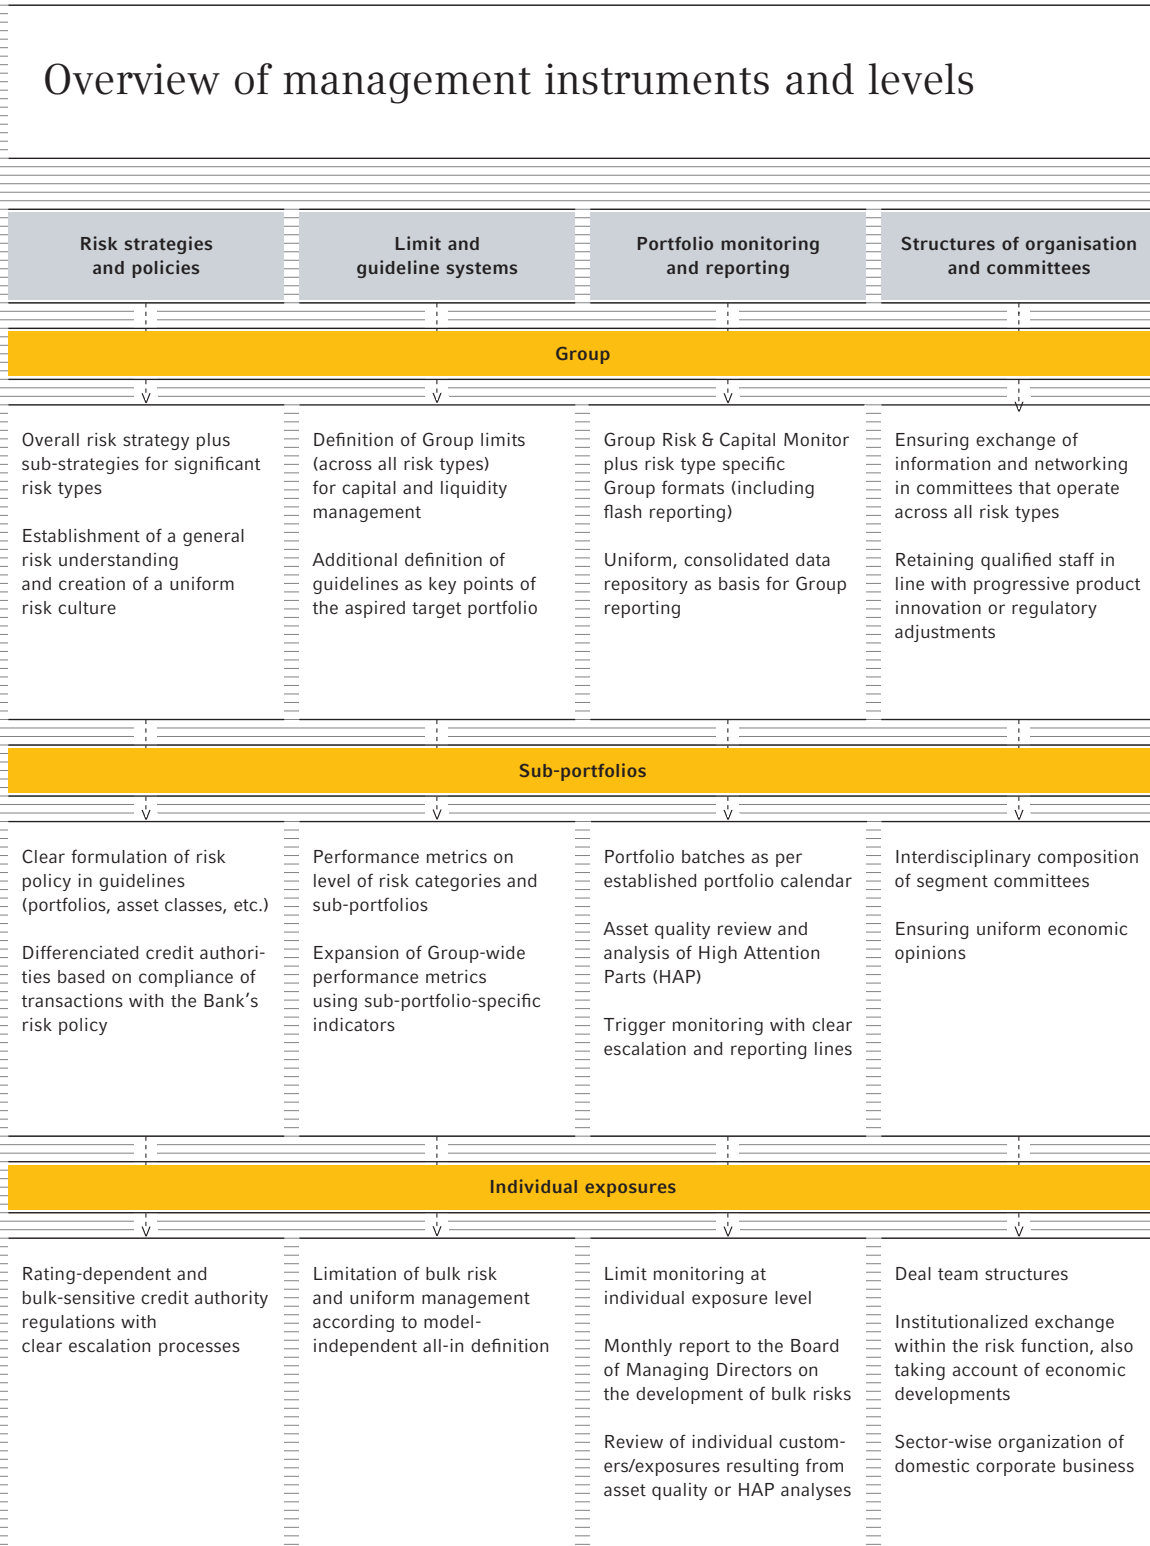 Overview of management instruments and levels
Risk strategies
and policies
Limit and
guideline systems
Portfolio monitoring
and reporting
Structures of organisation
and committees
Group
Overall risk strategy plus
sub-strategies for significant
risk types
Establishment of a general
risk understanding
and creation of a uniform
risk culture
Definition of Group limits
(across all risk types)
for capital and liquidity
management
Additional definition of
guidelines as key points of
the aspired target portfolio
Group Risk & Capital Monitor
plus risk type specific
Group formats (including
flash reporting)
Uniform, consolidated data
repository as basis for Group
reporting
Ensuring exchange of
information and networking
in committees that operate
across all risk types
Retaining qualified staff in
line with progressive product
innovation or regulatory
adjustments
Sub-portfolios
Clear formulation of risk
policy in guidelines
(portfolios, asset classes, etc.)
Differenciated credit authori-
ties based on compliance of
transactions with the Bank's
risk policy
Performance metrics on
level of risk categories and
sub-portfolios
Expansion of Group-wide
performance metrics
using sub-portfolio-specific
indicators
Portfolio batches as per
established portfolio calendar
Asset quality review and
analysis of High Attention
Parts (HAP)
Trigger monitoring with clear
escalation and reporting lines
Interdisciplinary composition
of segment committees
Ensuring uniform economic
opinions
Individual exposures
Rating-dependent and
bulk-sensitive credit authority
regulations with
clear escalation processes
Limitation of bulk risk
and uniform management
according to model-
independent all-in definition
Limit monitoring at
individual exposure level
Monthly report to the Board
of Managing Directors on
the development of bulk risks
Review of individual custom-
ers/exposures resulting from
asset quality or HAP analyses
Deal team structures
Institutionalized exchange
within the risk function, also
taking account of economic
developments
Sector-wise organization of
domestic corporate business